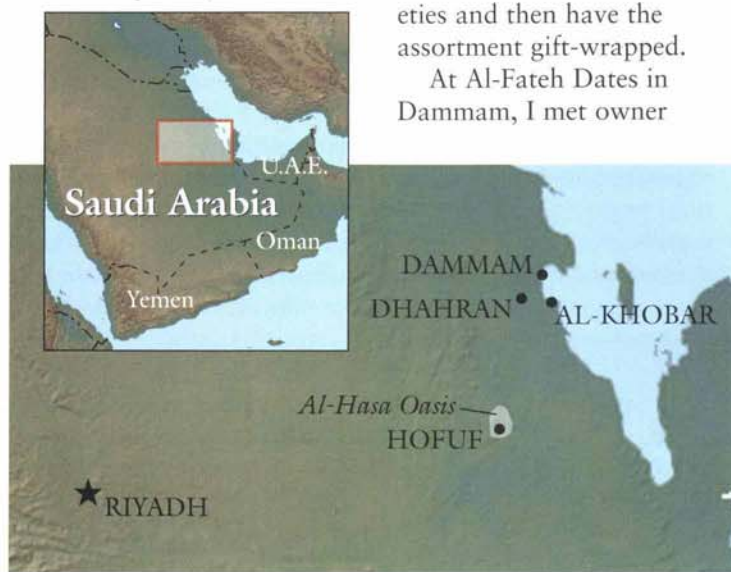 eties and then have the
assortment gift-wrapped.
At Al-Fateh Dates in
Dammam, I met owner
U.A.E.
Saudi Arabia
Oman
Yemen
DAMMAM
DHAHRAN
AL-KHOBAR
Al-Hasa Oasis
HOFUF
RIYADH